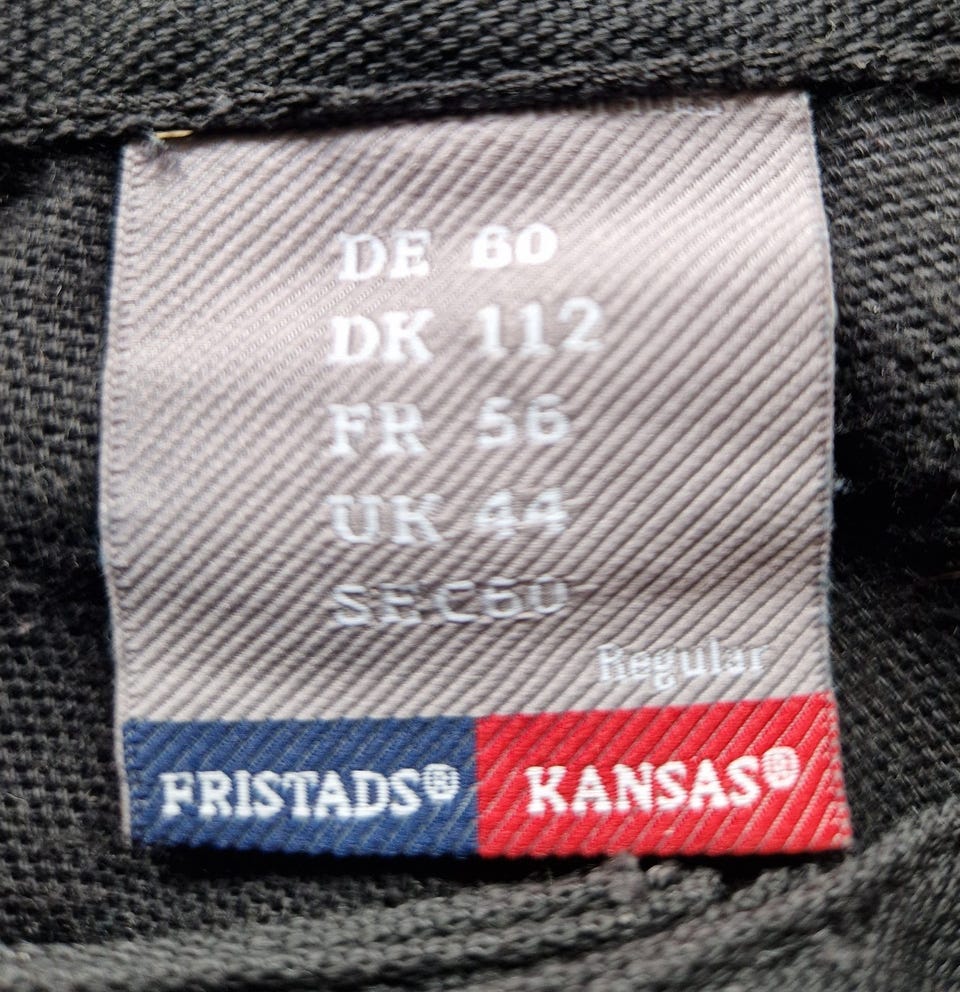 DE 60
DK 112
FR 56
UK 44
SE C60
Regular
FRISTADS® KANSAS®